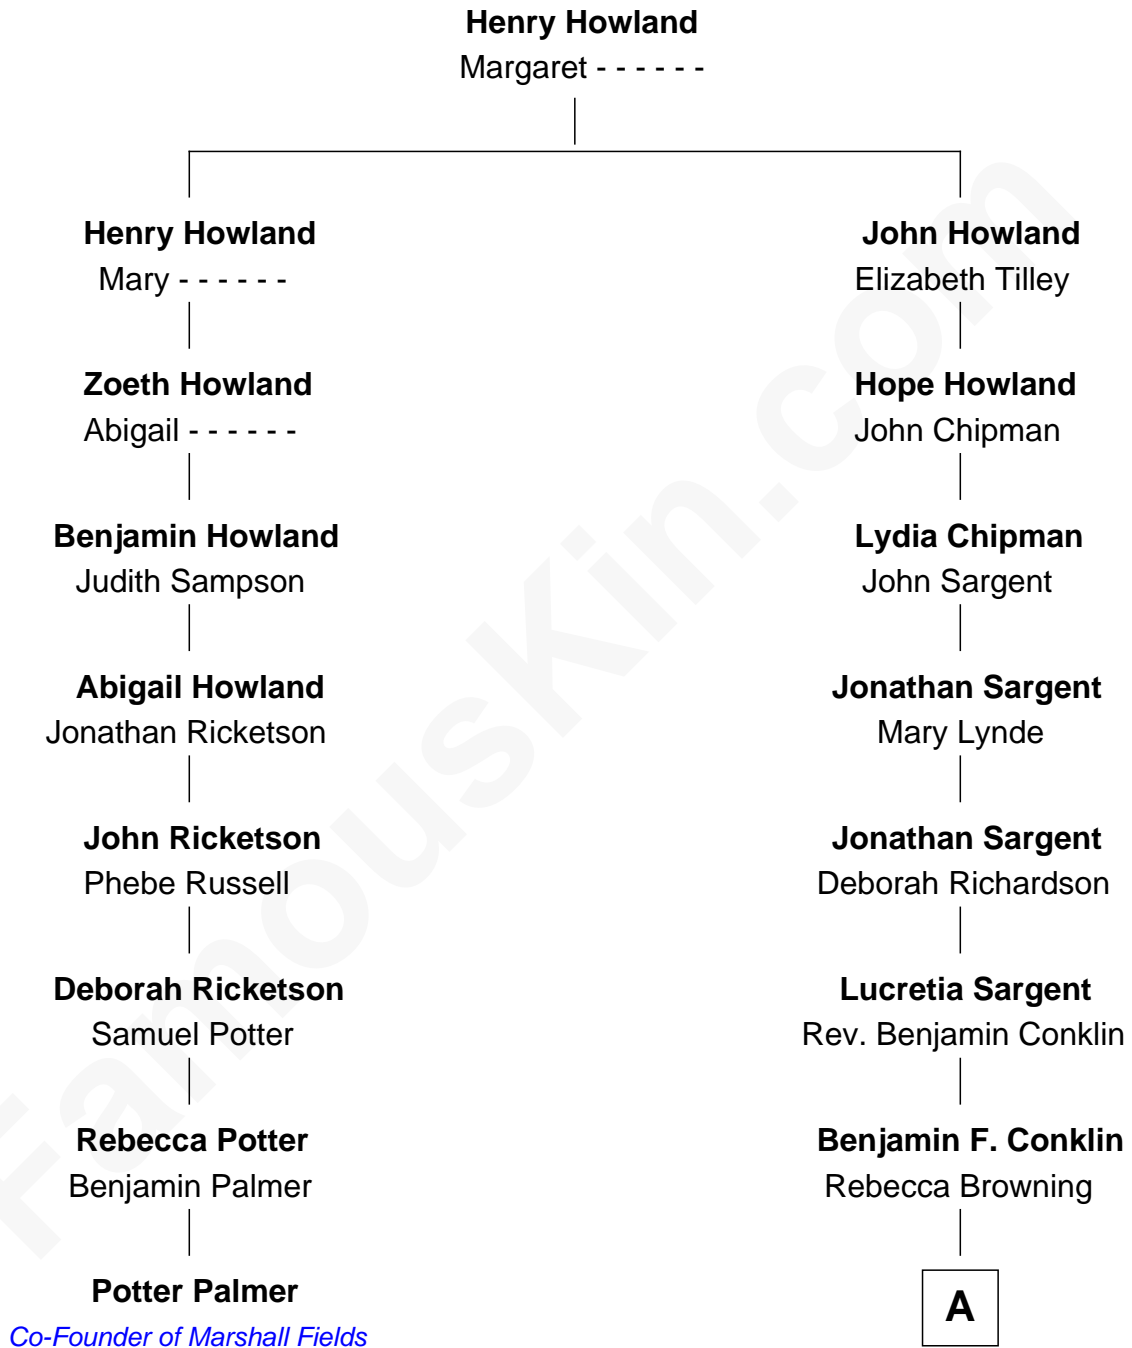 Henry Howland
Margaret - - - - - -
Henry Howland
Mary - - - - - -
John Howland
Elizabeth Tilley
Zoeth Howland
Abigail - - - - - -
Hope Howland
John Chipman
Benjamin Howland
Judith Sampson
Lydia Chipman
John Sargent
Abigail Howland
Jonathan Ricketson
Jonathan Sargent
Mary Lynde
John Ricketson
Phebe Russell
Jonathan Sargent
Deborah Richardson
Deborah Ricketson
Samuel Potter
Lucretia Sargent
Rev. Benjamin Conklin
Rebecca Potter
Benjamin Palmer
Benjamin F. Conklin
Rebecca Browning
Potter Palmer
Co-Founder of Marshall Fields
A
FamousKin.com